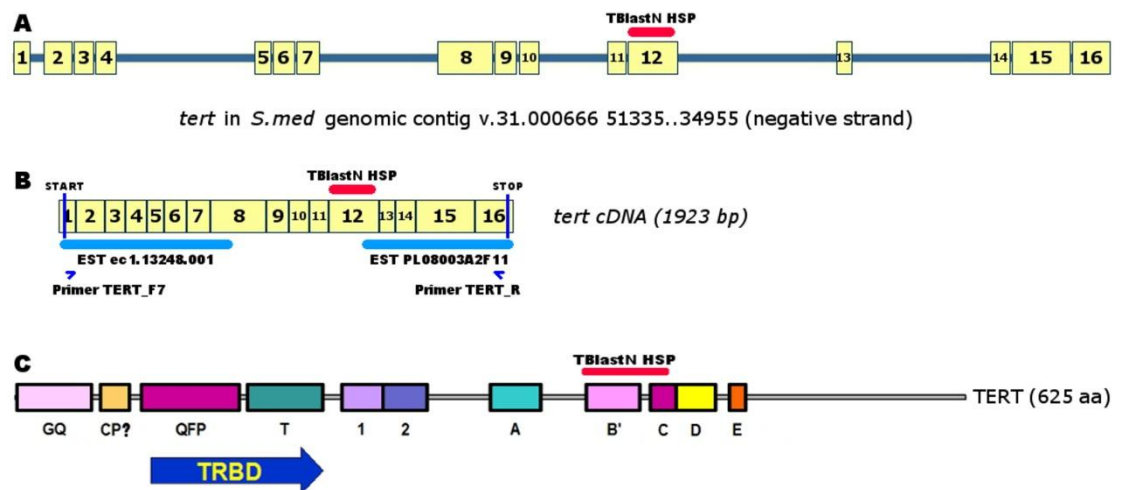 A
TBlastN HSP
1 2 3 4 5 6 7 8 9 10 11 12 13 14 15 16
tert in S.med genomic contig v.31.000666 51335..34955 (negative strand)
B
TBlastN HSP
START STOP
1 2 3 4 5 6 7 8 9 10 11 12 13 14 15 16
tert cDNA (1923 bp)
EST ec1.13248.001 EST PL08003A2F11
Primer TERT_F7 Primer TERT_R
C
TBlastN HSP
TERT (625 aa)
GQ CP? QFP T 1 2 A B' C D E
TRBD